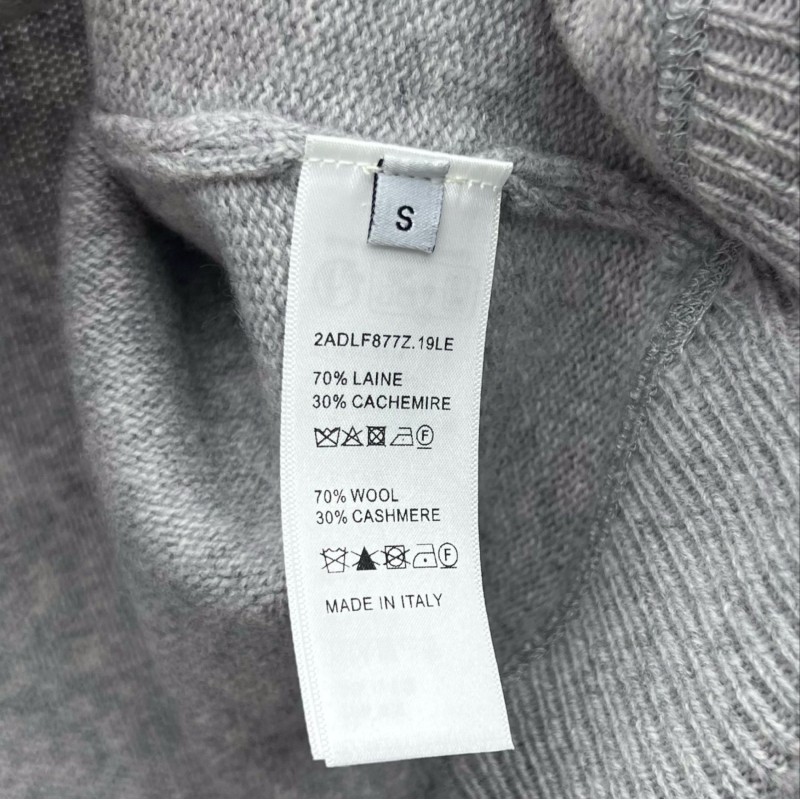 S
2ADLF877Z.19LE
70% LAINE
30% CACHEMIRE
F
70% WOOL
30% CASHMERE
F
MADE IN ITALY